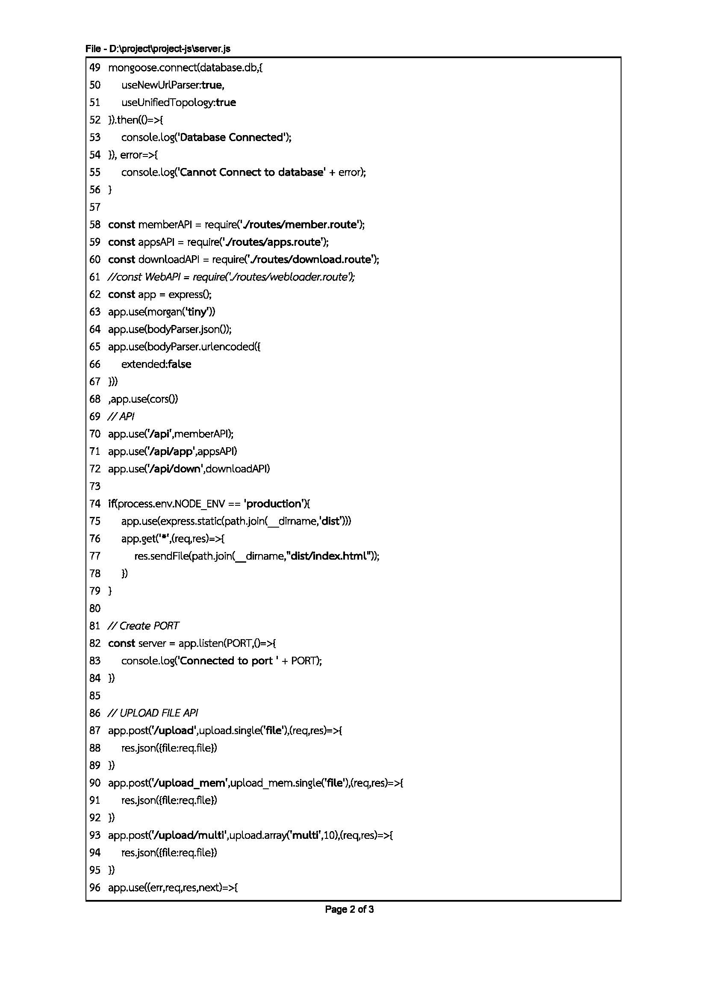 File - D:\project\project-js\server.js
49 mongoose.connect(database.db,{
50     useNewUrlParser:true,
51     useUnifiedTopology:true
52 }).then(()=>{
53     console.log('Database Connected');
54 }), error=>{
55     console.log('Cannot Connect to database' + error);
56 }
57
58 const memberAPI = require('./routes/member.route');
59 const appsAPI = require('./routes/apps.route');
60 const downloadAPI = require('./routes/download.route');
61 //const WebAPI = require('./routes/webloader.route');
62 const app = express();
63 app.use(morgan('tiny'))
64 app.use(bodyParser.json());
65 app.use(bodyParser.urlencoded({
66     extended:false
67 }))
68 ,app.use(cors())
69 // API
70 app.use('/api',memberAPI);
71 app.use('/api/app',appsAPI)
72 app.use('/api/down',downloadAPI)
73
74 if(process.env.NODE_ENV == 'production'){
75     app.use(express.static(path.join(__dirname,'dist')))
76     app.get('*',(req,res)=>{
77         res.sendFile(path.join(__dirname,"dist/index.html"));
78     })
79 }
80
81 // Create PORT
82 const server = app.listen(PORT,()=>{
83     console.log('Connected to port ' + PORT);
84 })
85
86 // UPLOAD FILE API
87 app.post('/upload',upload.single('file'),(req,res)=>{
88     res.json({file:req.file})
89 })
90 app.post('/upload_mem',upload_mem.single('file'),(req,res)=>{
91     res.json({file:req.file})
92 })
93 app.post('/upload/multi',upload.array('multi',10),(req,res)=>{
94     res.json({file:req.file})
95 })
96 app.use((err,req,res,next)=>{
Page 2 of 3